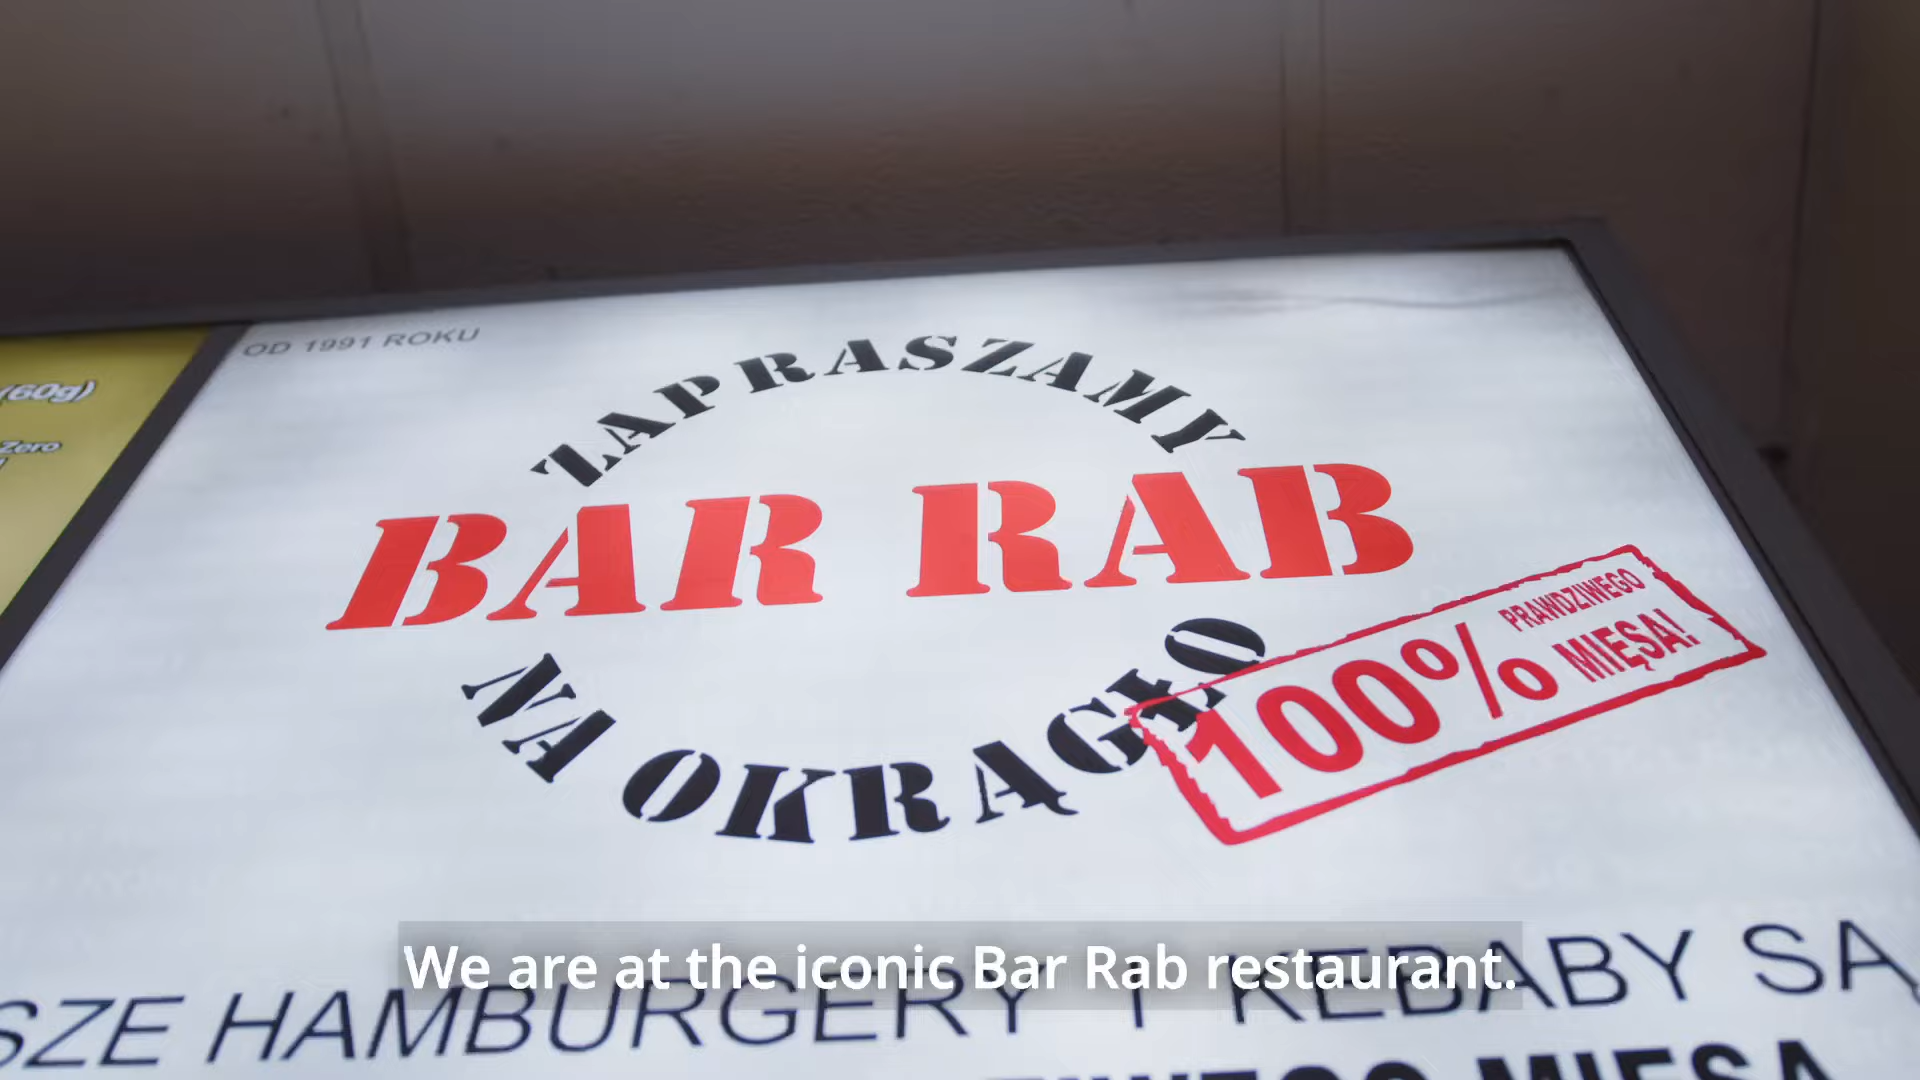 OD 1991 ROKU
(60g)
Zero
ZAPRASZAMY
BAR RAB
NA OKRĄGŁO
100% PRAWDZIWEGO
MIĘSA!
We are at the iconic Bar Rab restaurant.
SZE HAMBURGERY I KEBABY SĄ